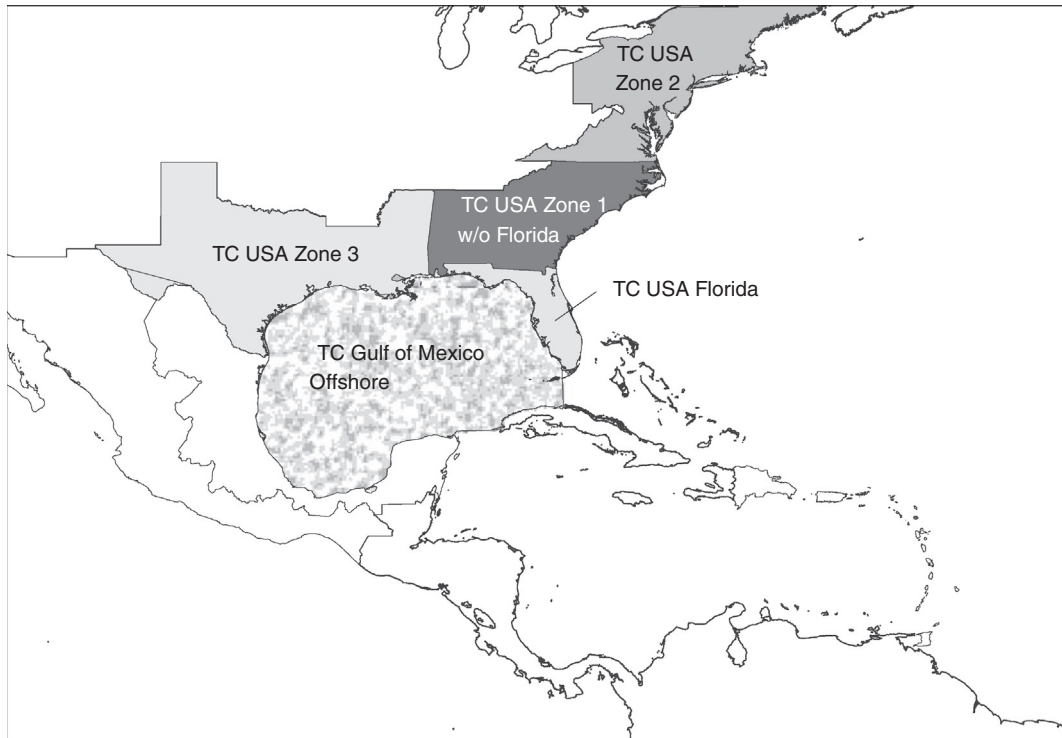 TC USA
Zone 2
TC USA Zone 1
w/o Florida
TC USA Zone 3
TC USA Florida
TC Gulf of Mexico
Offshore